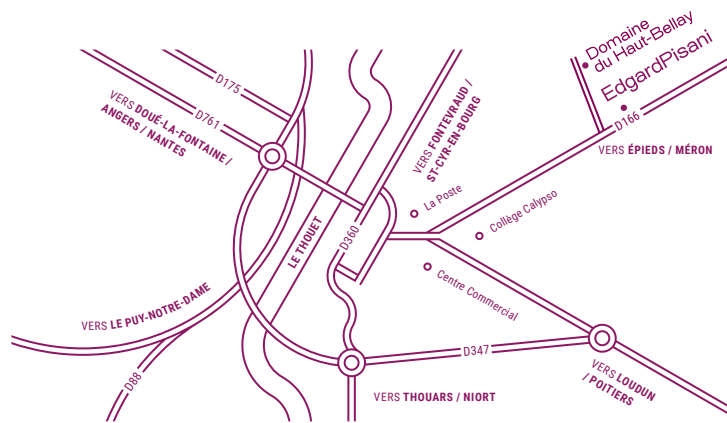 Domaine
du Haut-Bellay
EdgardPisani
D175
D761
D166
VERS DOUÉ-LA-FONTAINE /
ANGERS / NANTES
VERS FONTEVRAUD /
ST-CYR-EN-BOURG
VERS ÉPIEDS / MÉRON
La Poste
Collège Calypso
LE THOUET
D360
Centre Commercial
VERS LE PUY-NOTRE-DAME
D347
D88
VERS LOUDUN
/ POITIERS
VERS THOUARS / NIORT